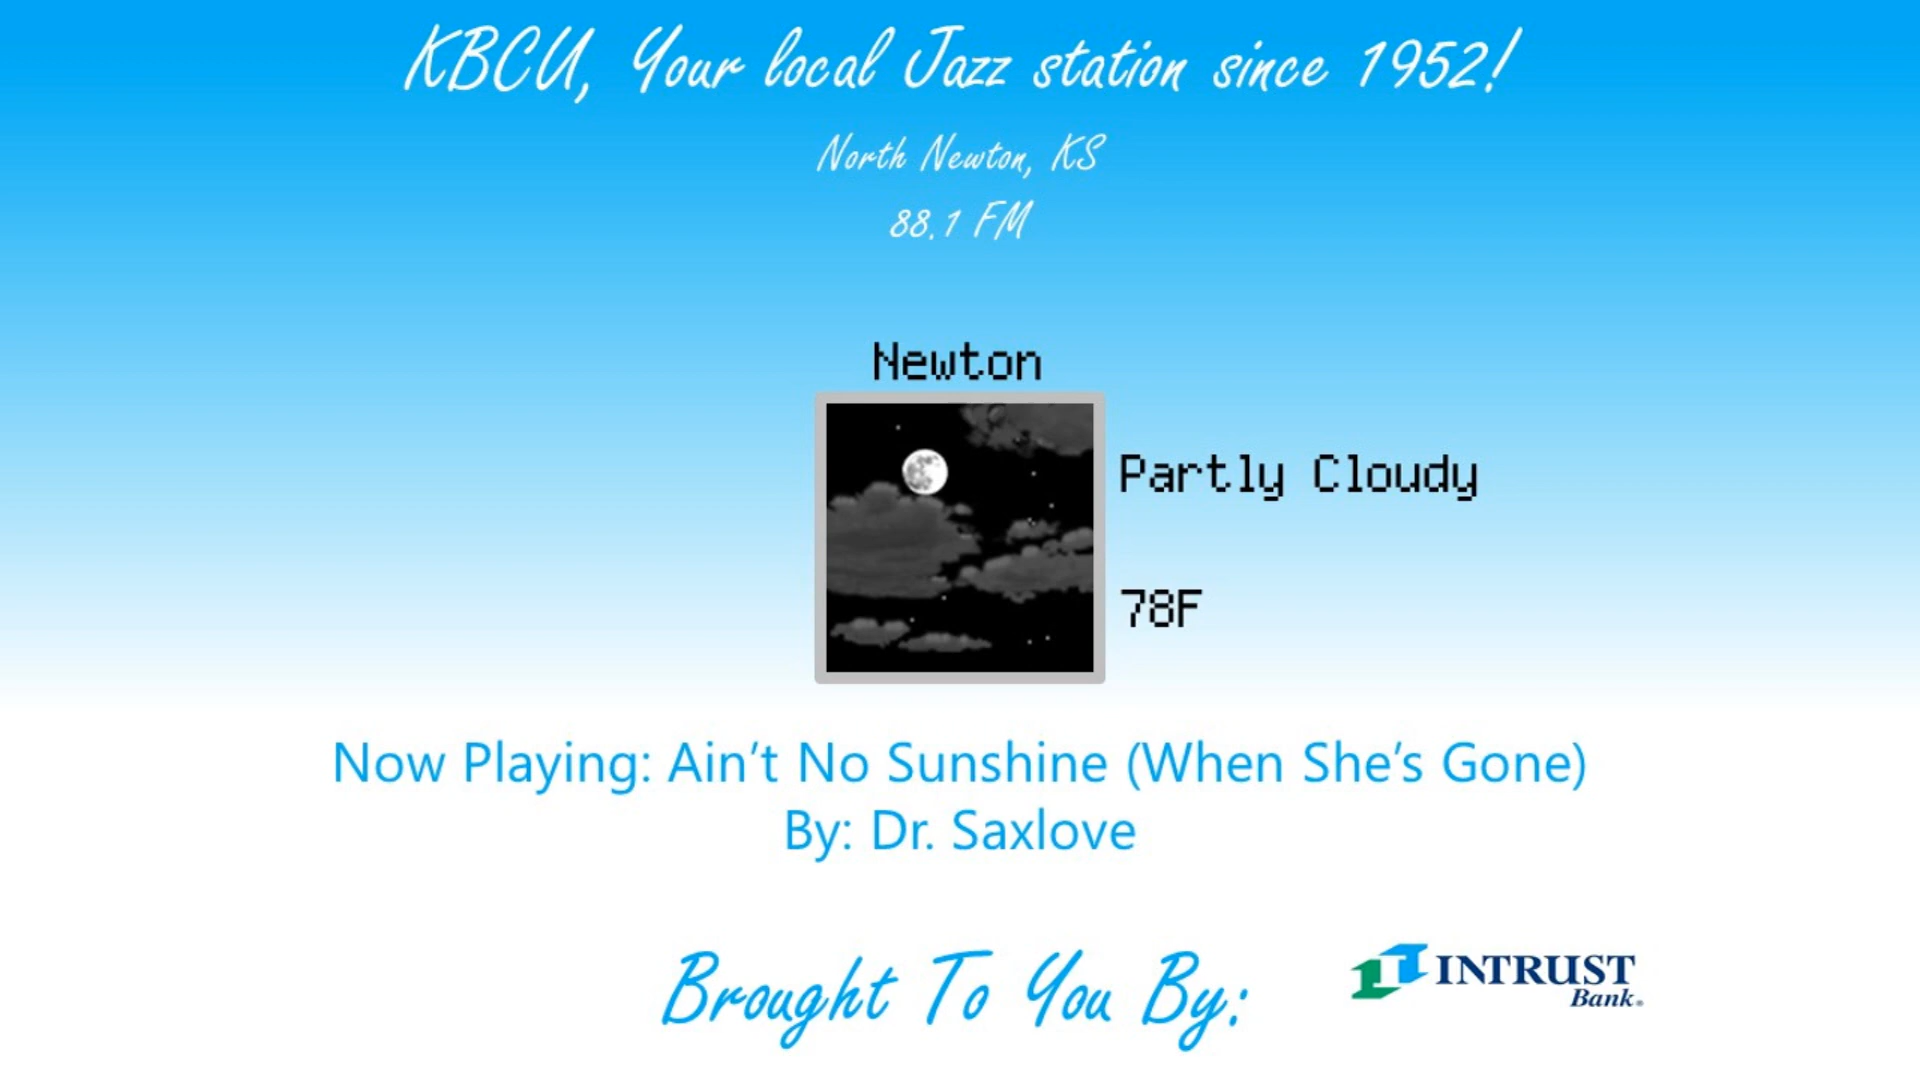 KBCU, Your local Jazz station since 1952!
North Newton, KS
88.1 FM
Newton
Partly Cloudy
78F
Now Playing: Ain’t No Sunshine (When She’s Gone)
By: Dr. Saxlove
Brought To You By:
INTRUST
Bank®